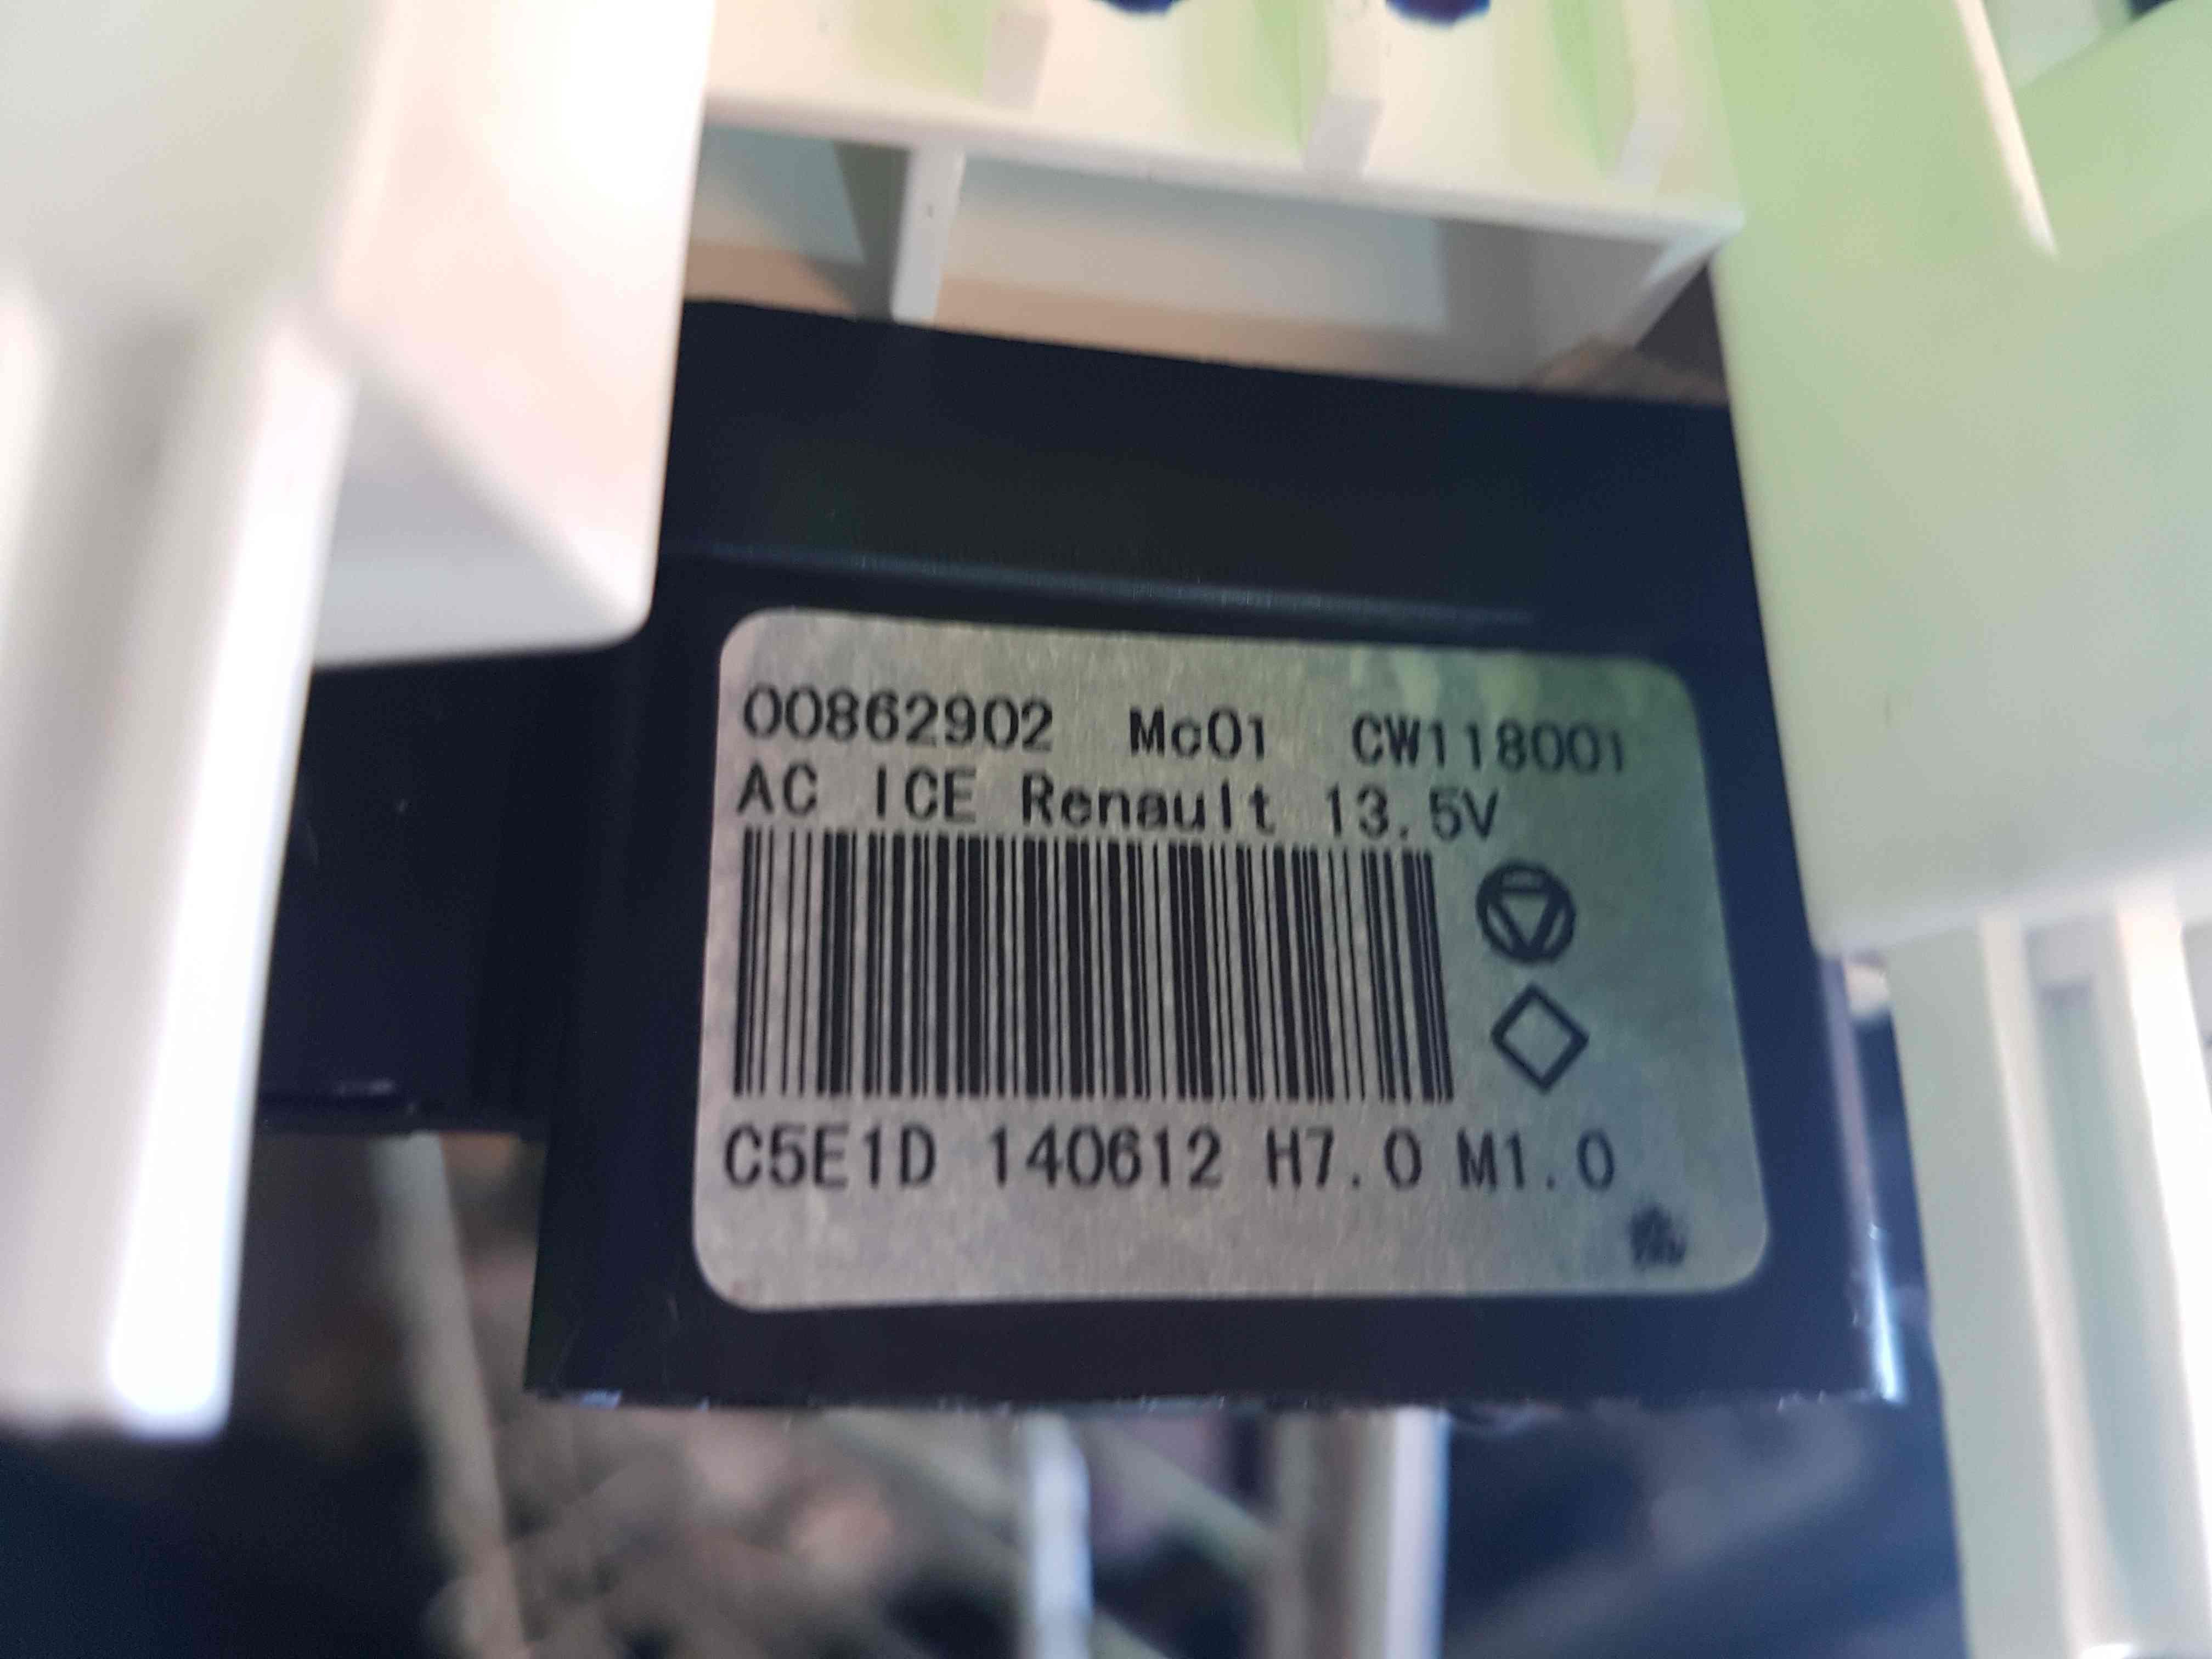 00862902 Mc01 CW118001
AC ICE Renault 13.5V
C5E1D 140612 H7.0 M1.0